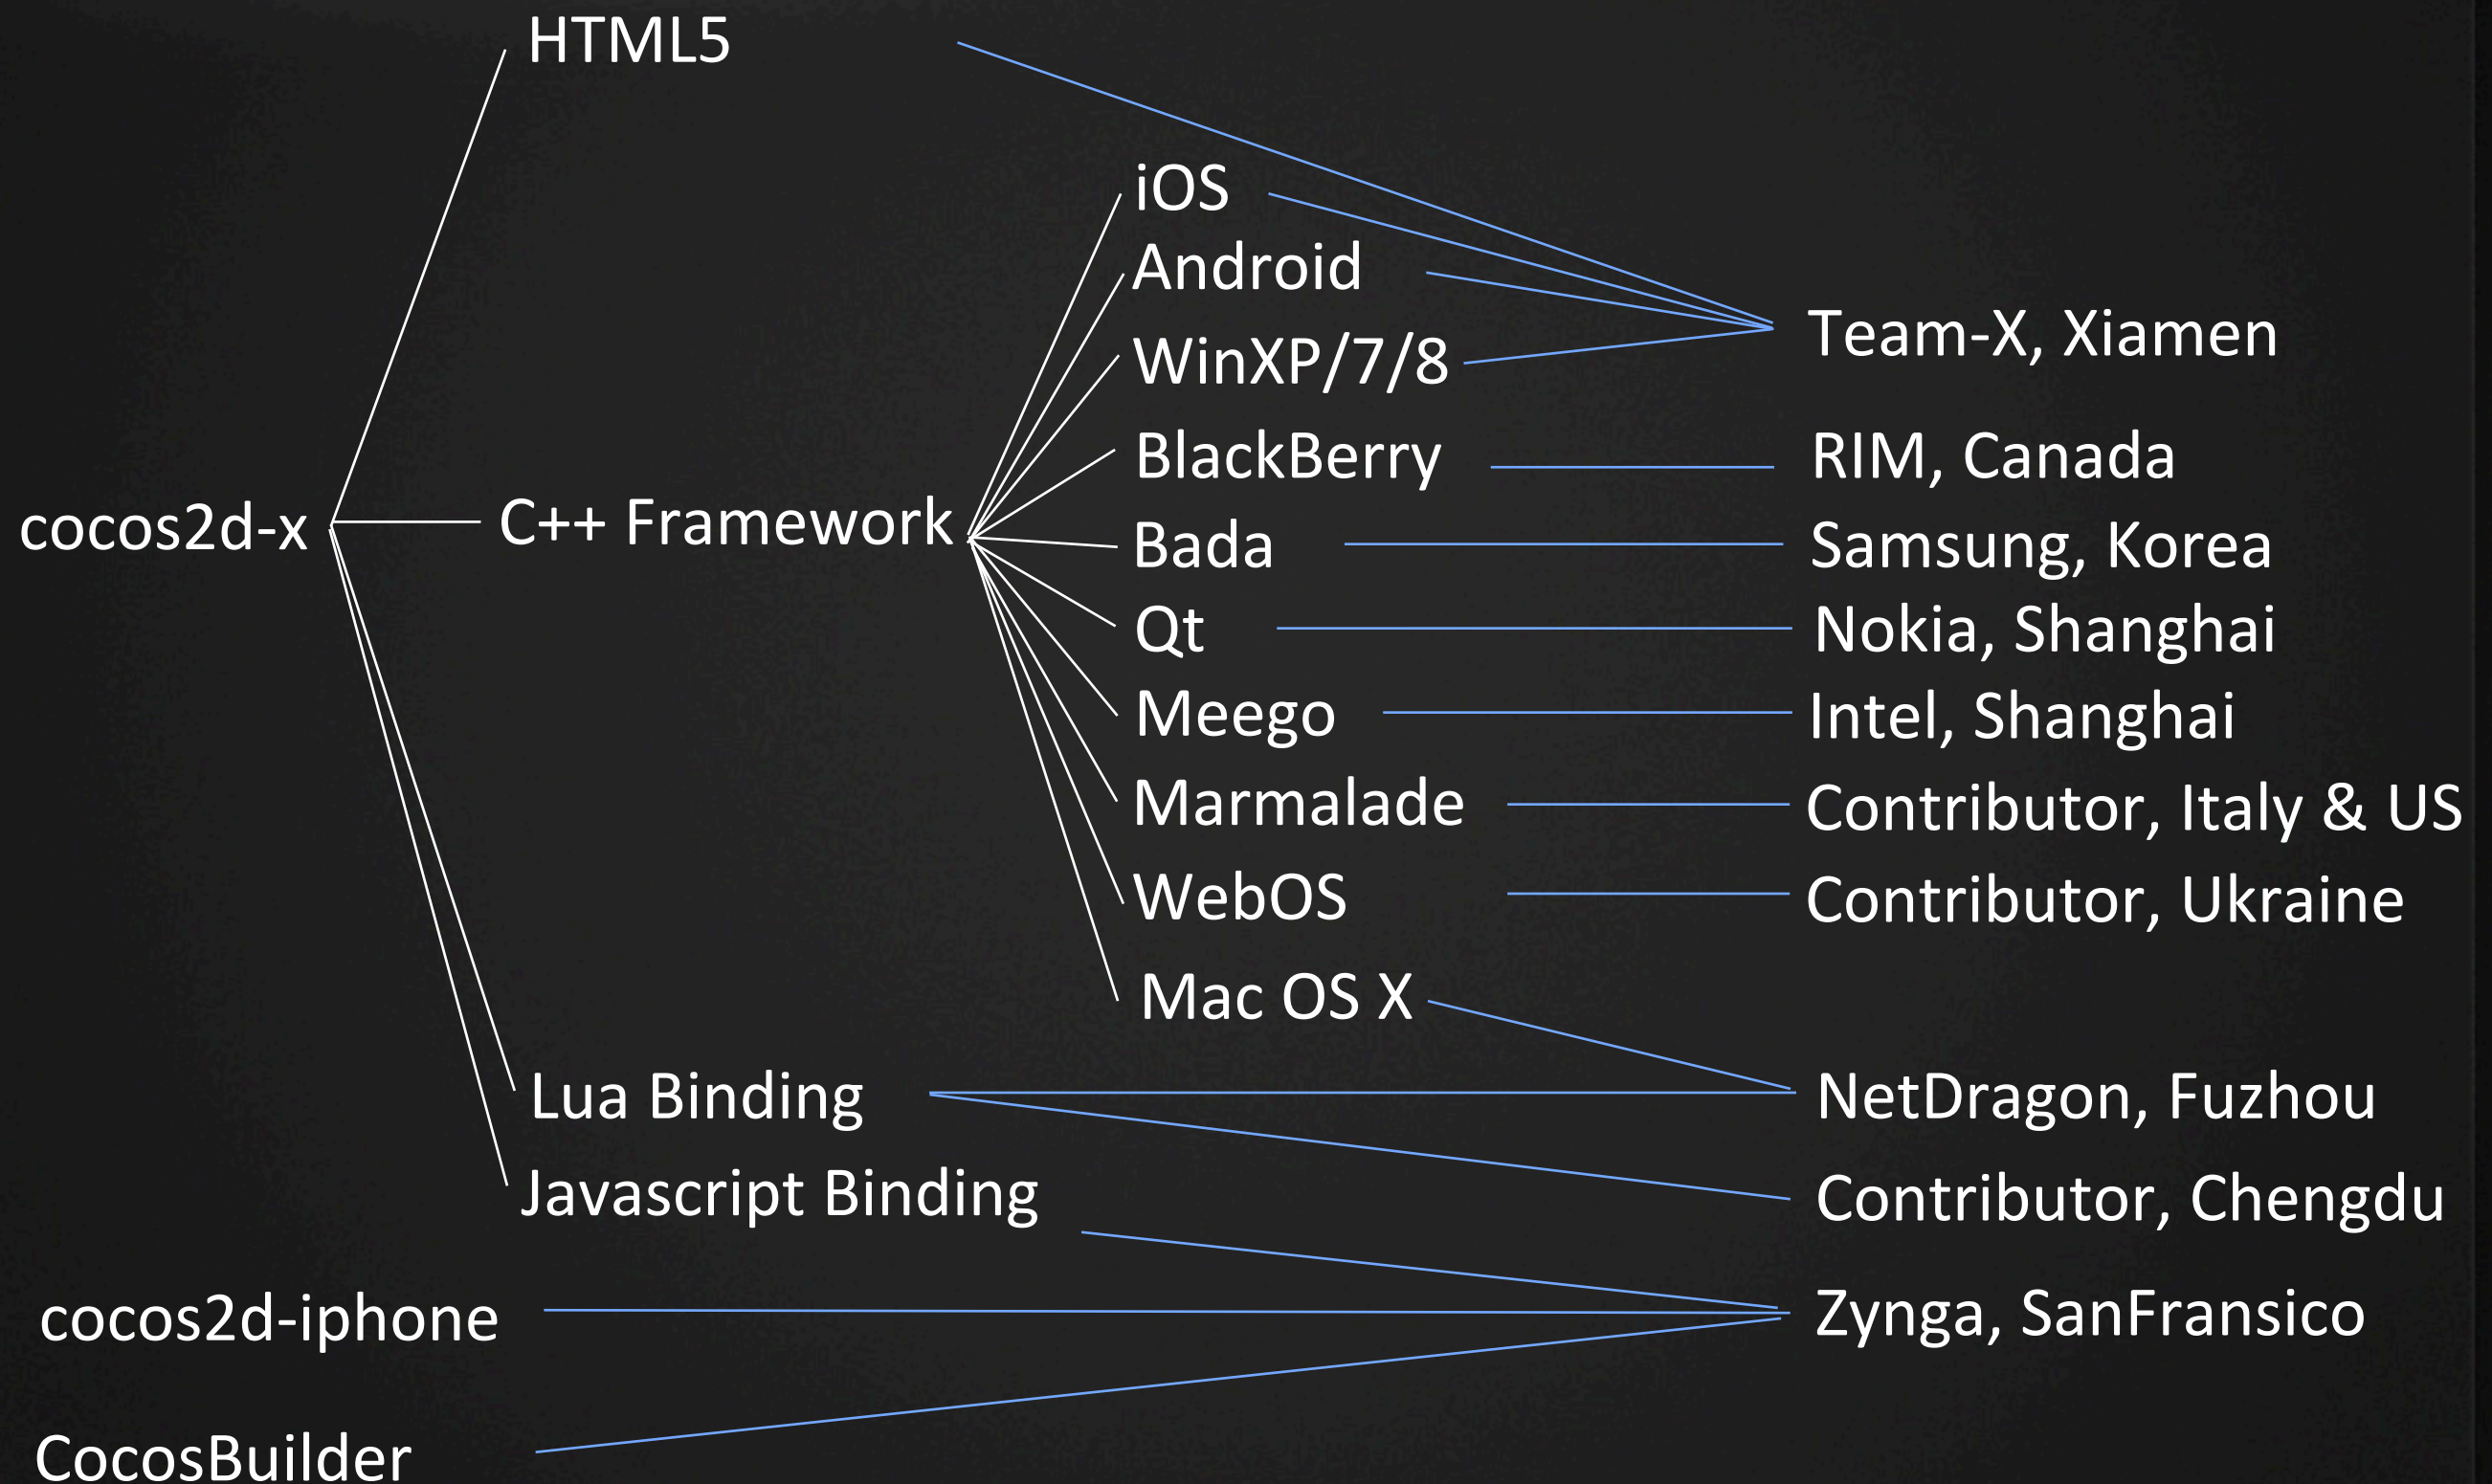 HTML5
iOS
Android
WinXP/7/8
Team-X, Xiamen
BlackBerry
RIM, Canada
cocos2d-x
C++ Framework
Bada
Samsung, Korea
Qt
Nokia, Shanghai
Meego
Intel, Shanghai
Marmalade
Contributor, Italy & US
WebOS
Contributor, Ukraine
Mac OS X
Lua Binding
NetDragon, Fuzhou
Javascript Binding
Contributor, Chengdu
cocos2d-iphone
Zynga, SanFransico
CocosBuilder